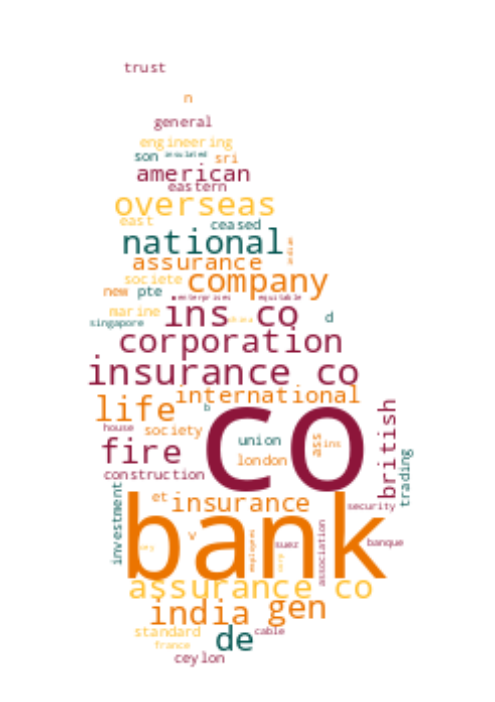 trust
n
general
engineering
son insulated sri
american
eastern
overseas
east ceased
national
assurance
societe company
new pte enterprises equitable
marine ins co d
singapore
corporation
insurance co
international
life b
co
house society union ass ins british
fire london
construction trading
investment et insurance security
bank
v employees suez association banque
assurance co
india gen
standard de cable
france
ceylon